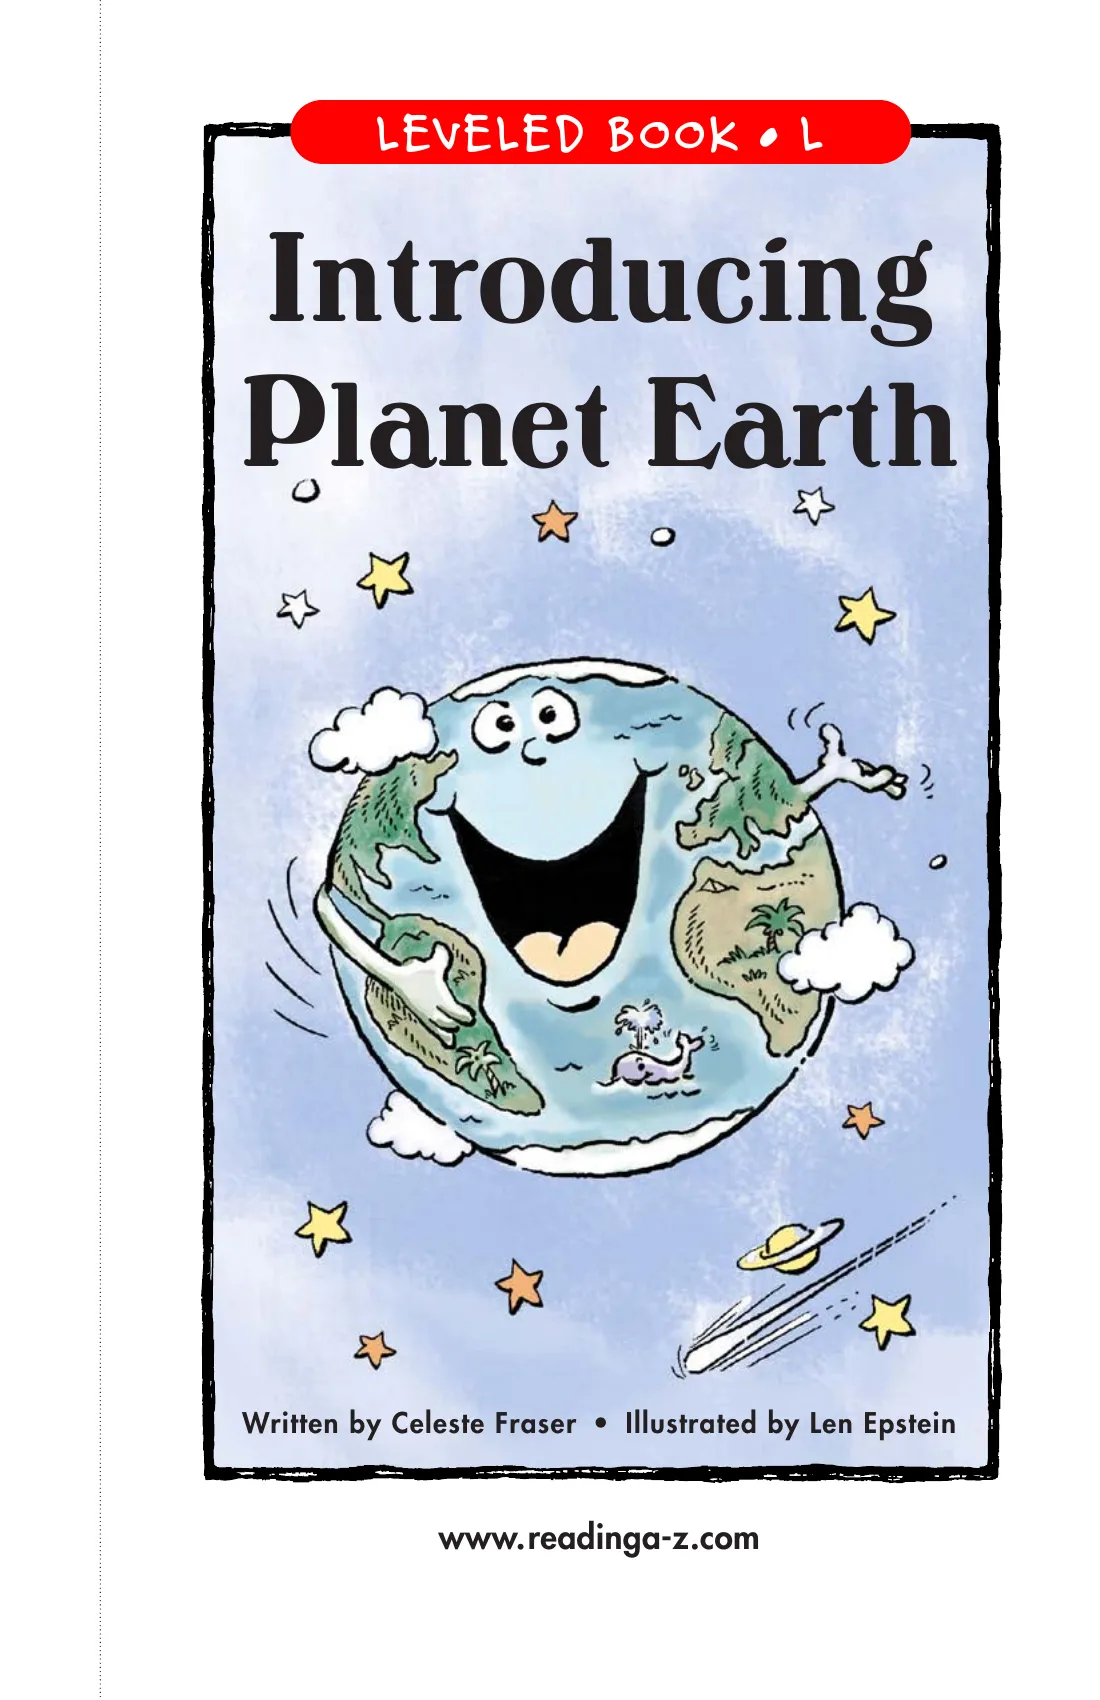 LEVELED BOOK • L
Introducing
Planet Earth
Written by Celeste Fraser • Illustrated by Len Epstein
www.readinga-z.com